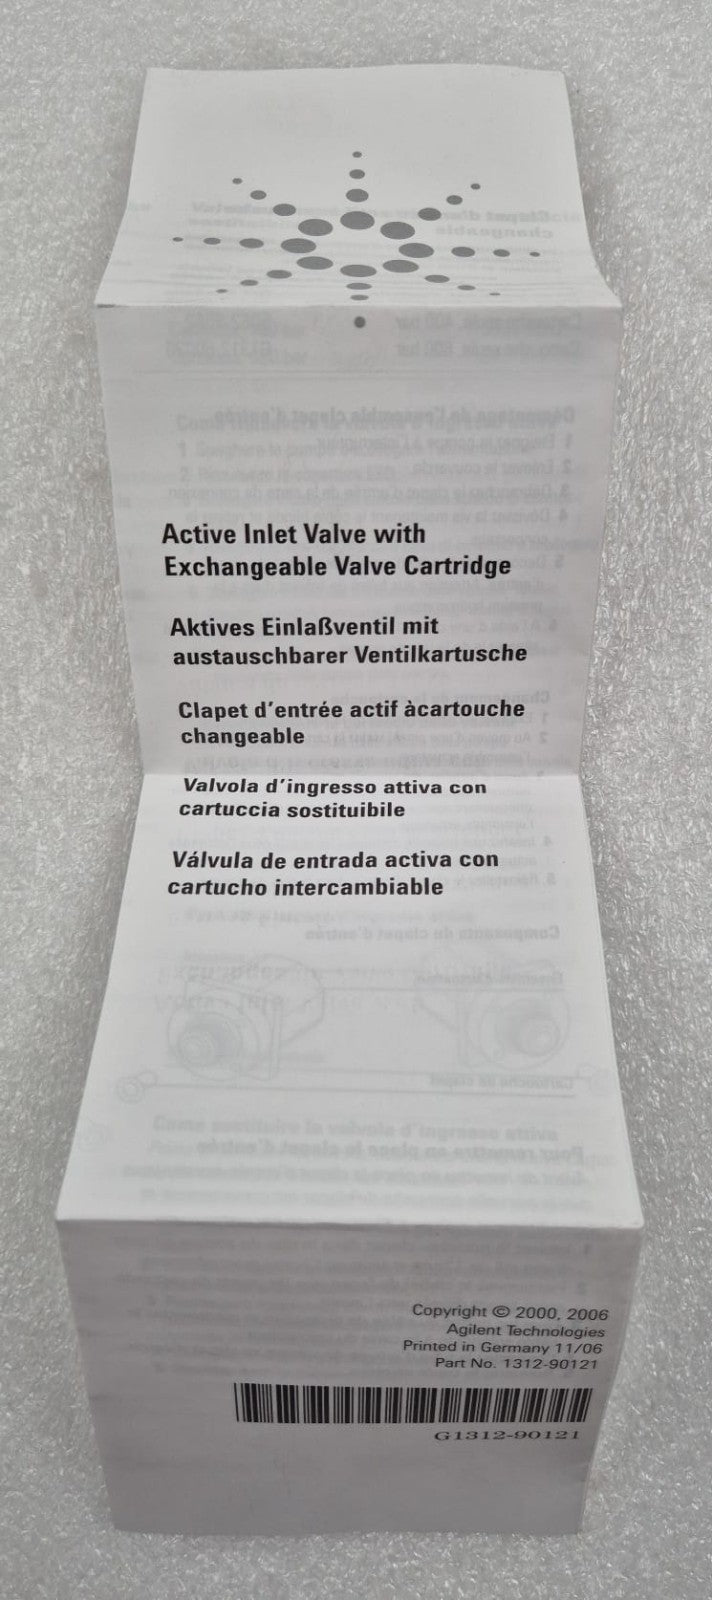 Active Inlet Valve with
Exchangeable Valve Cartridge
Aktives Einlaßventil mit
austauschbarer Ventilkartusche
Clapet d’entrée actif àcartouche
changeable
Valvola d’ingresso attiva con
cartuccia sostituibile
Válvula de entrada activa con
cartucho intercambiable
Copyright © 2000, 2006
Agilent Technologies
Printed in Germany 11/06
Part No. 1312-90121
G1312-90121